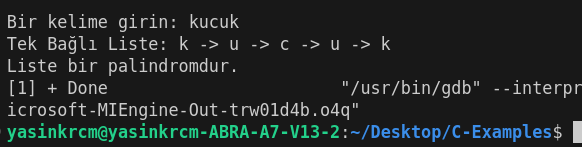 Bir kelime girin: kucuk
Tek Bağlı Liste: k -> u -> c -> u -> k
Liste bir palindromdur.
[1] + Done                       "/usr/bin/gdb" --interpr
icrosoft-MIEngine-Out-trw01d4b.o4q"
yasinkrcm@yasinkrcm-ABRA-A7-V13-2:~/Desktop/C-Examples$